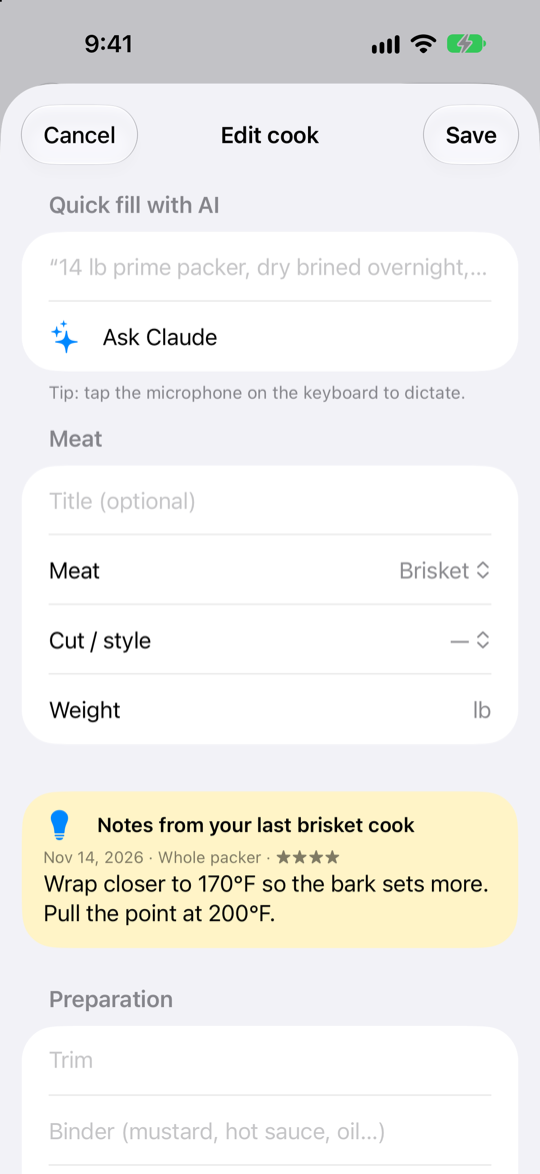 9:41
Cancel
Edit cook
Save
Quick fill with AI
“14 lb prime packer, dry brined overnight,...
Ask Claude
Tip: tap the microphone on the keyboard to dictate.
Meat
Title (optional)
Meat
Brisket
Cut / style
—
Weight
lb
Notes from your last brisket cook
Nov 14, 2026 · Whole packer · ★★★★
Wrap closer to 170°F so the bark sets more.
Pull the point at 200°F.
Preparation
Trim
Binder (mustard, hot sauce, oil...)